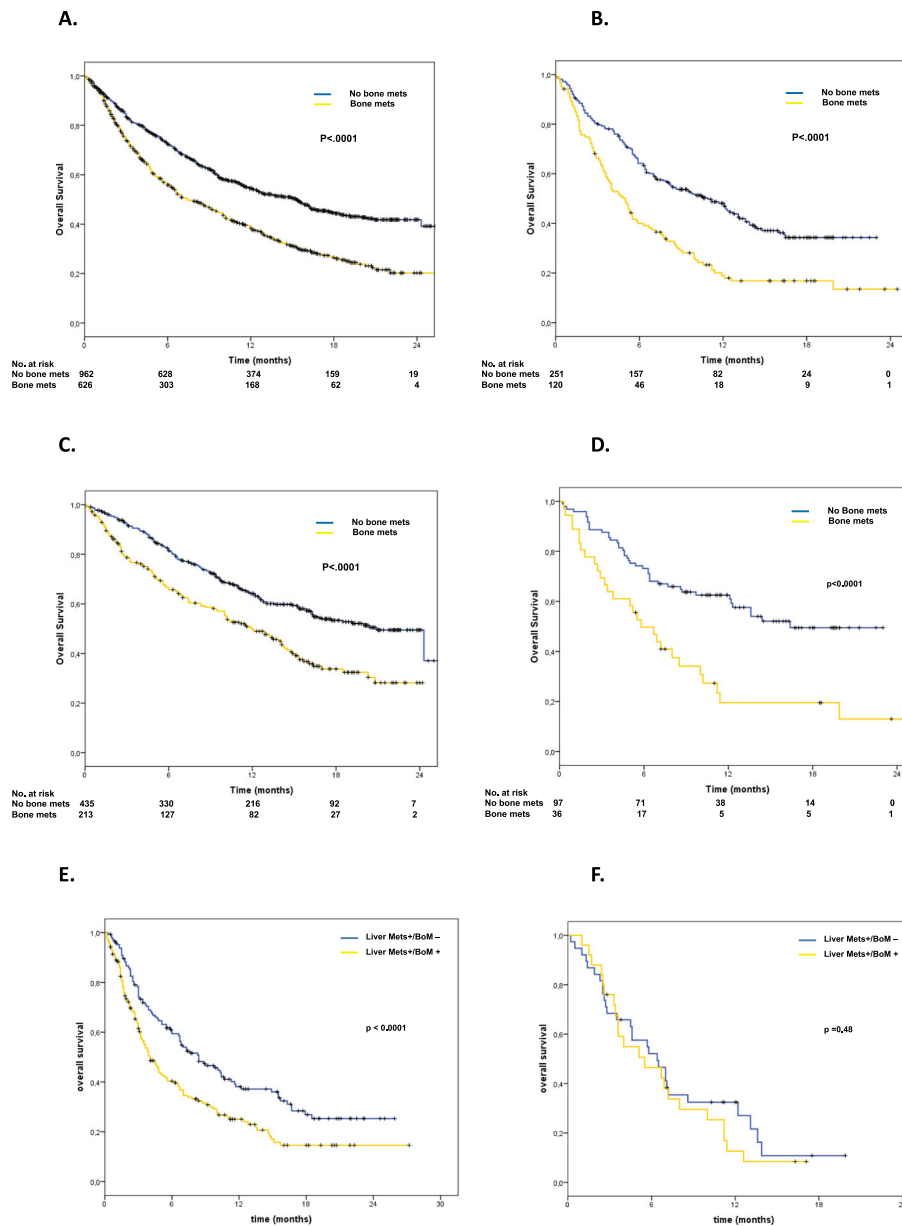 A.
1,0
0,8
0,6
0,4
0,2
0,0
Overall Survival
No bone mets
Bone mets
P<.0001
0 6 12 18 24
Time (months)
No. at risk
No bone mets 962 628 374 159 19
Bone mets 626 303 168 62 4
B.
1,0
0,8
0,6
0,4
0,2
0,0
Overall Survival
No bone mets
Bone mets
P<.0001
0 6 12 18 24
Time (months)
No. at risk
No bone mets 251 157 82 24 0
Bone mets 120 46 18 9 1
C.
1,0
0,8
0,6
0,4
0,2
0,0
Overall Survival
No bone mets
Bone mets
P<.0001
0 6 12 18 24
Time (months)
No. at risk
No bone mets 435 330 216 92 7
Bone mets 213 127 82 27 2
D.
1,0
0,8
0,6
0,4
0,2
0,0
Overall Survival
No Bone mets
Bone mets
p<0.0001
0 6 12 18 24
Time (months)
No. at risk
No bone mets 97 71 38 14 0
Bone mets 36 17 5 5 1
E.
1,0
0,8
0,6
0,4
0,2
0,0
overall survival
Liver Mets+/BoM –
Liver Mets+/BoM +
p < 0.0001
0 6 12 18 24 30
time (months)
F.
1,0
0,8
0,6
0,4
0,2
0,0
overall survival
Liver Mets+/BoM –
Liver Mets+/BoM +
p =0.48
0 6 12 18 24
time (months)